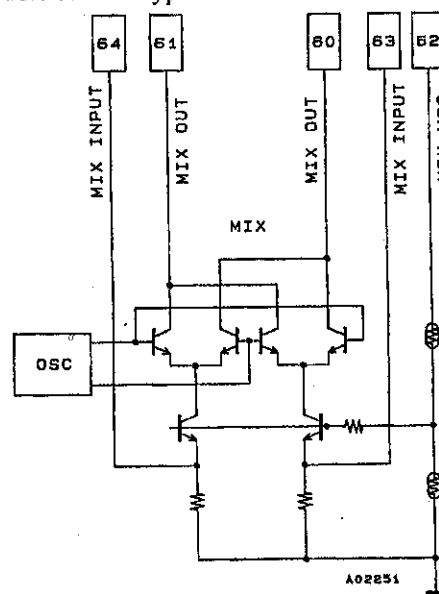 64
61
60
63
62
MIX INPUT
MIX OUT
MIX OUT
MIX INPUT
MIX
OSC
A02251